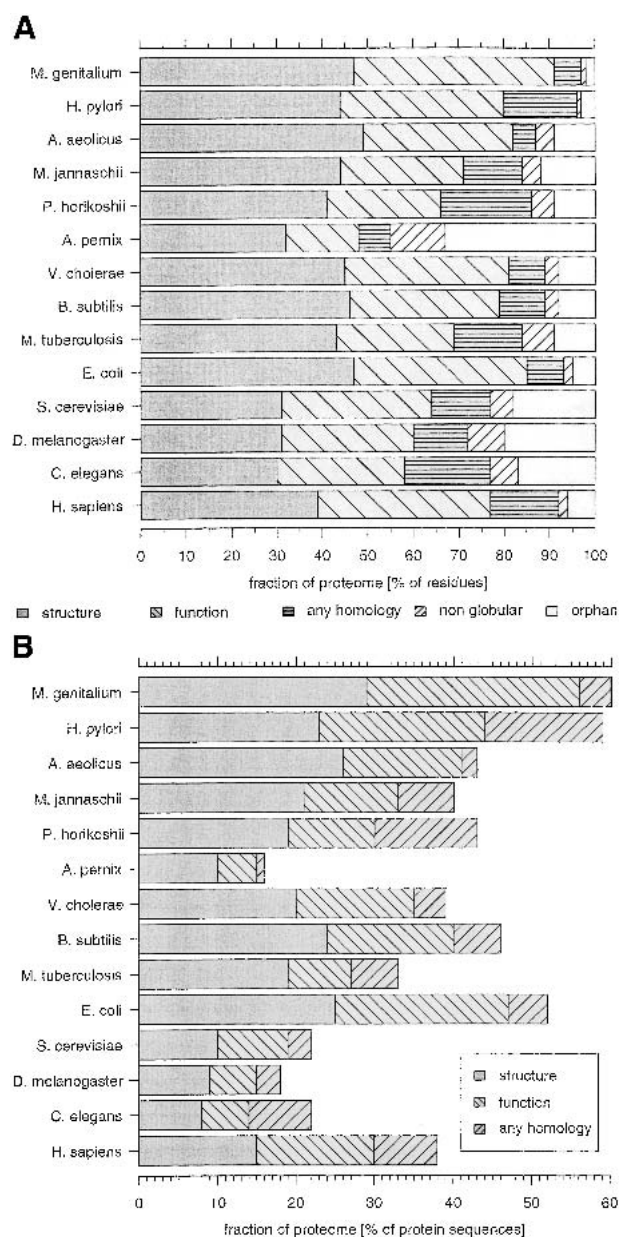 A
M. genitalium
H. pylori
A. aeolicus
M. jannaschii
P. horikoshii
A. pernix
V. cholerae
B. subtilis
M. tuberculosis
E. coli
S. cerevisiae
D. melanogaster
C. elegans
H. sapiens
0 10 20 30 40 50 60 70 80 90 100
fraction of proteome [% of residues]
structure function any homology non globular orphan
B
M. genitalium
H. pylori
A. aeolicus
M. jannaschii
P. horikoshii
A. pernix
V. cholerae
B. subtilis
M. tuberculosis
E. coli
S. cerevisiae
D. melanogaster
C. elegans
H. sapiens
structure
function
any homology
0 10 20 30 40 50 60
fraction of proteome [% of protein sequences]